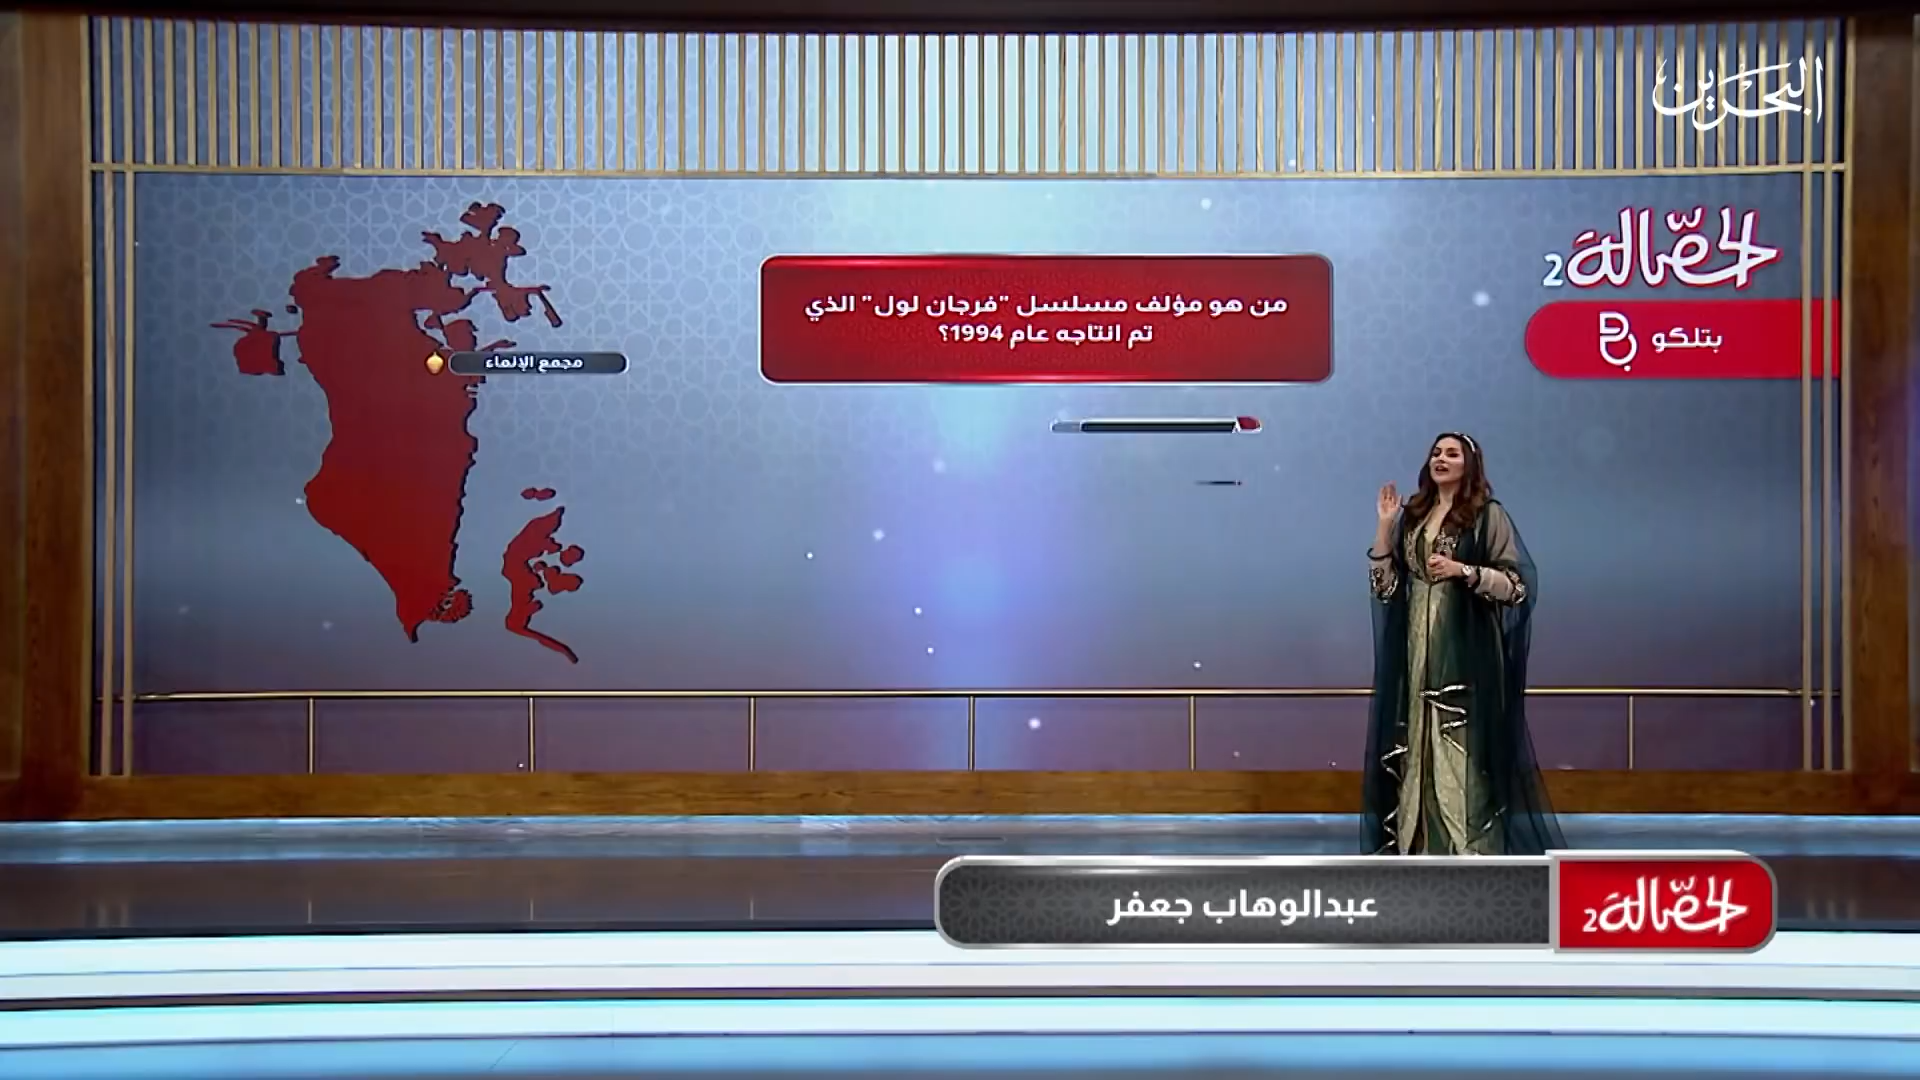 البحرين
الحصالة 2
بتلكو
من هو مؤلف مسلسل "فرجان لول" الذي
تم انتاجه عام 1994؟
مجمع الإنماء
عبدالوهاب جعفر
الحصالة 2